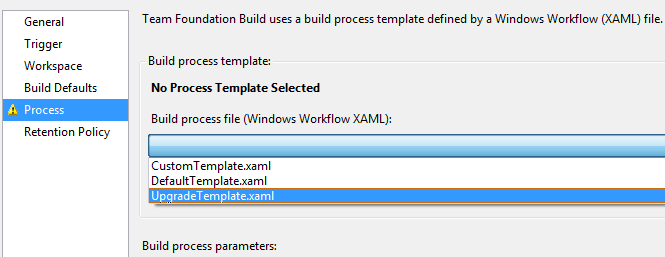 General
Trigger
Workspace
Build Defaults
Process
Retention Policy
Team Foundation Build uses a build process template defined by a Windows Workflow (XAML) file.
Build process template:
No Process Template Selected
Build process file (Windows Workflow XAML):
CustomTemplate.xaml
DefaultTemplate.xaml
UpgradeTemplate.xaml
Build process parameters: